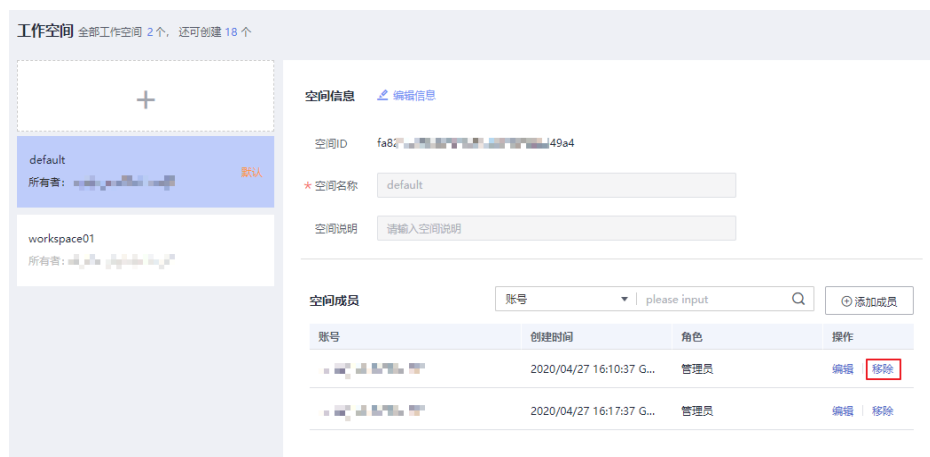 工作空间 全部工作空间 2个, 还可创建 18 个
default
所有者:
默认
workspace01
所有者:
空间信息 编辑信息
空间ID fa82 49a4
* 空间名称 default
空间说明 请输入空间说明
空间成员 账号 please input 添加成员
账号 创建时间 角色 操作
2020/04/27 16:10:37 G... 管理员 编辑 移除
2020/04/27 16:17:37 G... 管理员 编辑 移除